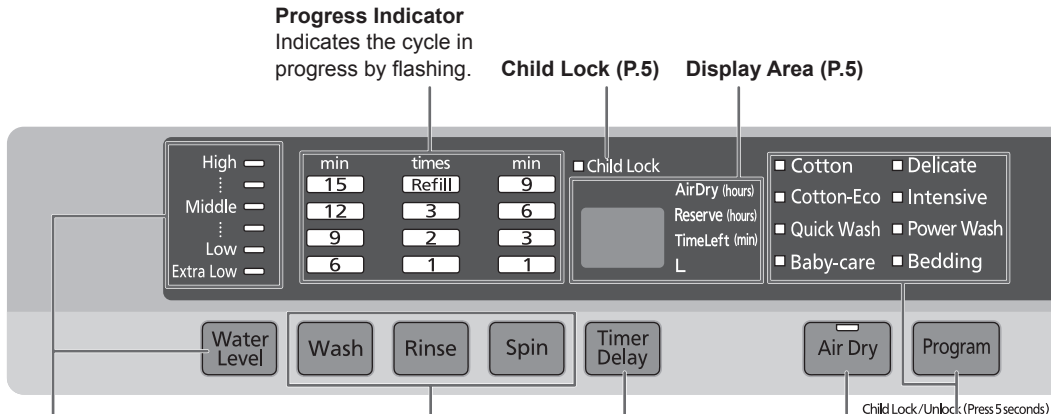 Progress Indicator
Indicates the cycle in
progress by flashing.
Child Lock (P.5)
Display Area (P.5)
High
Middle
Low
Extra Low
min times min
15 Refill 9
12 3 6
9 2 3
6 1 1
Child Lock
AirDry (hours)
Reserve (hours)
TimeLeft (min)
L
Cotton Delicate
Cotton-Eco Intensive
Quick Wash Power Wash
Baby-care Bedding
Water
Level
Wash
Rinse
Spin
Timer
Delay
Air Dry
Program
Child Lock/Unlock (Press 5 seconds)